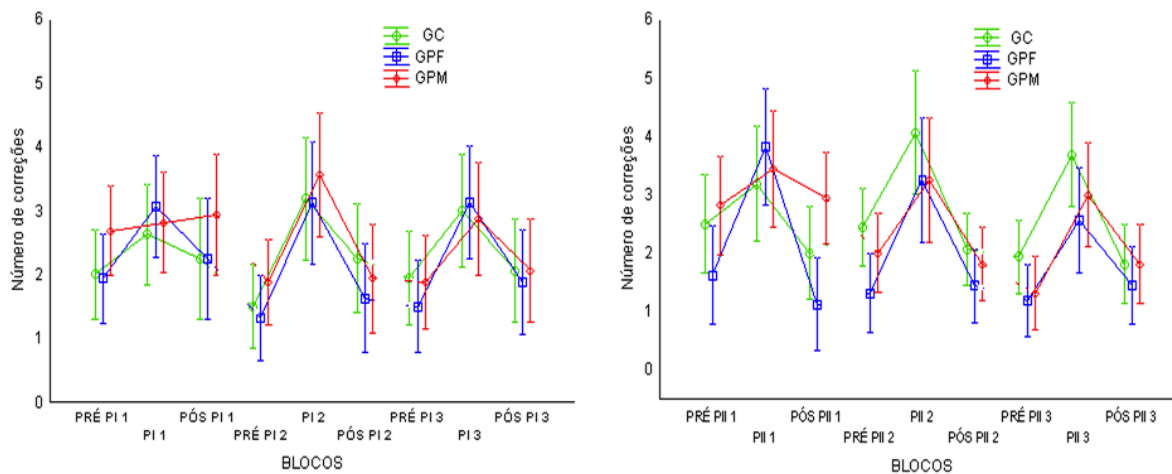 6
5
4
3
2
1
0
Número de correções
GC
GPF
GPM
PRÉ PI 1
PÓS PI 1
PRÉ PI 3
PÓS PI 3
PI 1
PRÉ PI 2
PI 2
PÓS PI 2
PI 3
BLOCOS
6
5
4
3
2
1
0
Número de correções
GC
GPF
GPM
PRÉ PII 1
PÓS PII 1
PII 2
PRÉ PII 3
PÓS PII 3
PII 1
PRÉ PII 2
PÓS PII 2
PII 3
BLOCOS